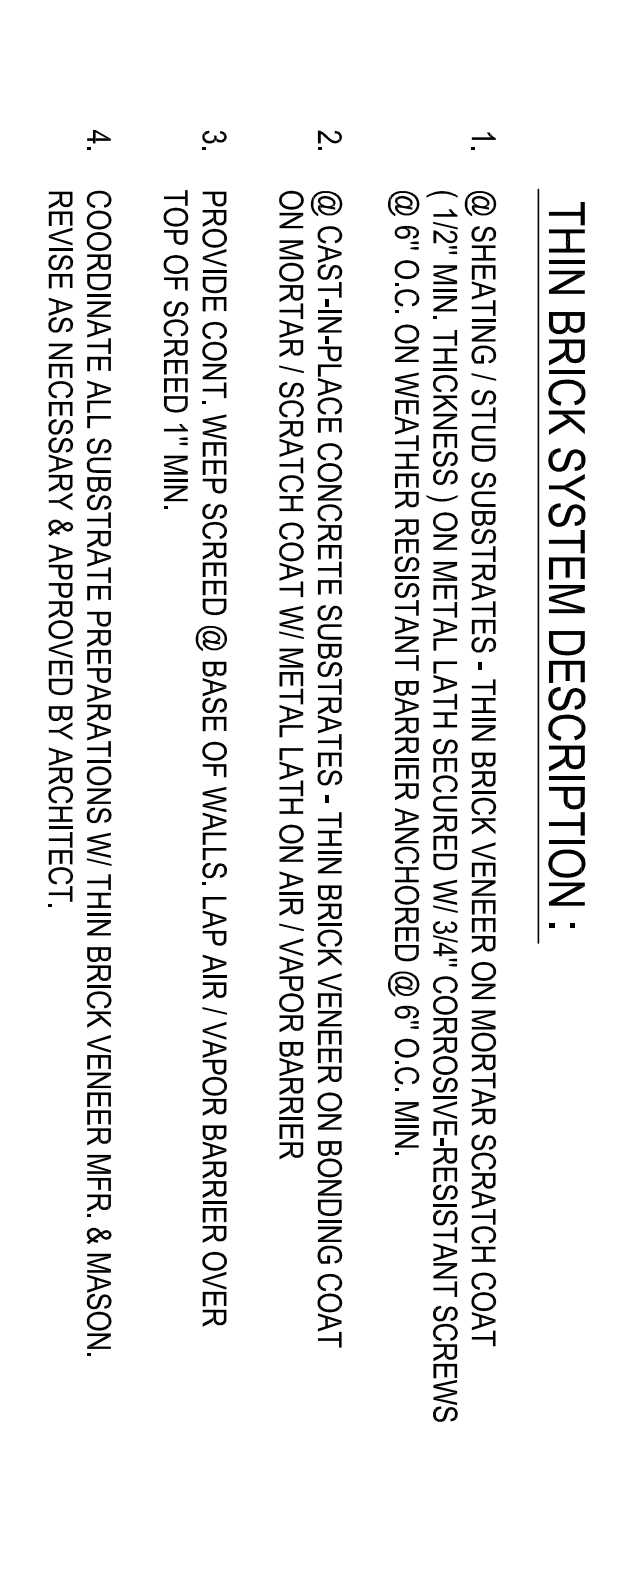 THIN BRICK SYSTEM DESCRIPTION :
1. @ SHEATING / STUD SUBSTRATES - THIN BRICK VENEER ON MORTAR SCRATCH COAT
( 1/2" MIN. THICKNESS ) ON METAL LATH SECURED W/ 3/4" CORROSIVE-RESISTANT SCREWS
@ 6" O.C. ON WEATHER RESISTANT BARRIER ANCHORED @ 6" O.C. MIN.
2. @ CAST-IN-PLACE CONCRETE SUBSTRATES - THIN BRICK VENEER ON BONDING COAT
ON MORTAR / SCRATCH COAT W/ METAL LATH ON AIR / VAPOR BARRIER
3. PROVIDE CONT. WEEP SCREED @ BASE OF WALLS. LAP AIR / VAPOR BARRIER OVER
TOP OF SCREED 1" MIN.
4. COORDINATE ALL SUBSTRATE PREPARATIONS W/ THIN BRICK VENEER MFR. & MASON.
REVISE AS NECESSARY & APPROVED BY ARCHITECT.